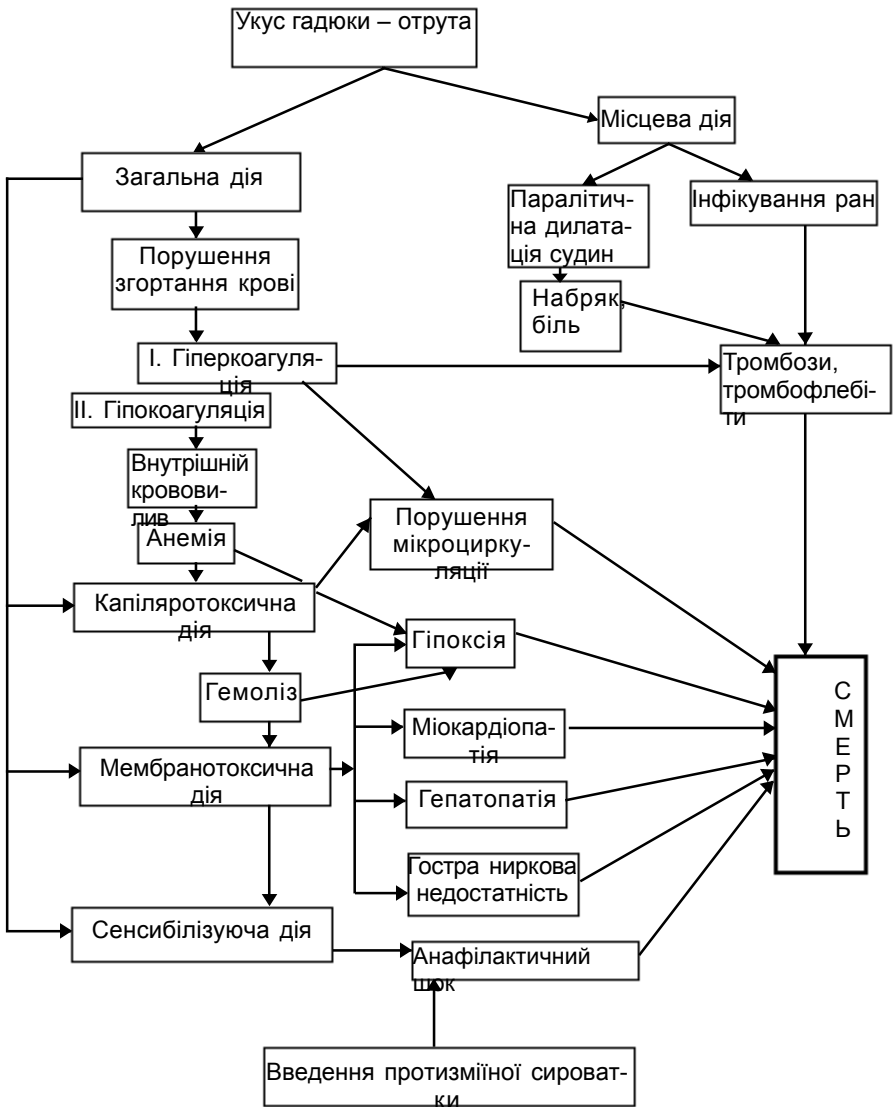 Укус гадюки – отрута
Місцева дія
Загальна дія
Паралітич-
на дилата-
ція судин
Інфікування ран
Порушення
згортання крові
Набряк,
біль
І. Гіперкоагуля-
ція
Тромбози,
тромбофлебі-
ти
ІІ. Гіпокоагуляція
Внутрішній
крововви-
лив
Порушення
мікроцирку-
ляції
Анемія
Капіляротоксична
дія
Гіпоксія
Гемоліз
С
М
Е
Р
Т
Ь
Міокардіопа-
тія
Мембранотоксична
дія
Гепатопатія
Гостра ниркова
недостатність
Сенсибілізуюча дія
Анафілактичний
шок
Введення протизміїної сироват-
ки